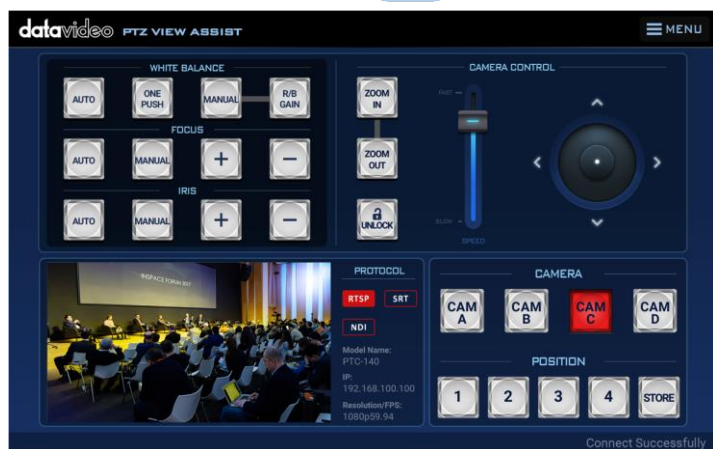 datavideo PTZ VIEW ASSIST
MENU
WHITE BALANCE
AUTO
ONE PUSH
MANUAL
R/B GAIN
FOCUS
AUTO
MANUAL
+
−
IRIS
AUTO
MANUAL
+
−
CAMERA CONTROL
ZOOM IN
ZOOM OUT
UNLOCK
FAST
SLOW
SPEED
INSPACE FORUM XXI
PROTOCOL
RTSP
SRT
NDI
Model Name:
PTC-140
IP:
192.168.100.100
Resolution/FPS:
1080p59.94
CAMERA
CAM A
CAM B
CAM C
CAM D
POSITION
1
2
3
4
STORE
Connect Successfully